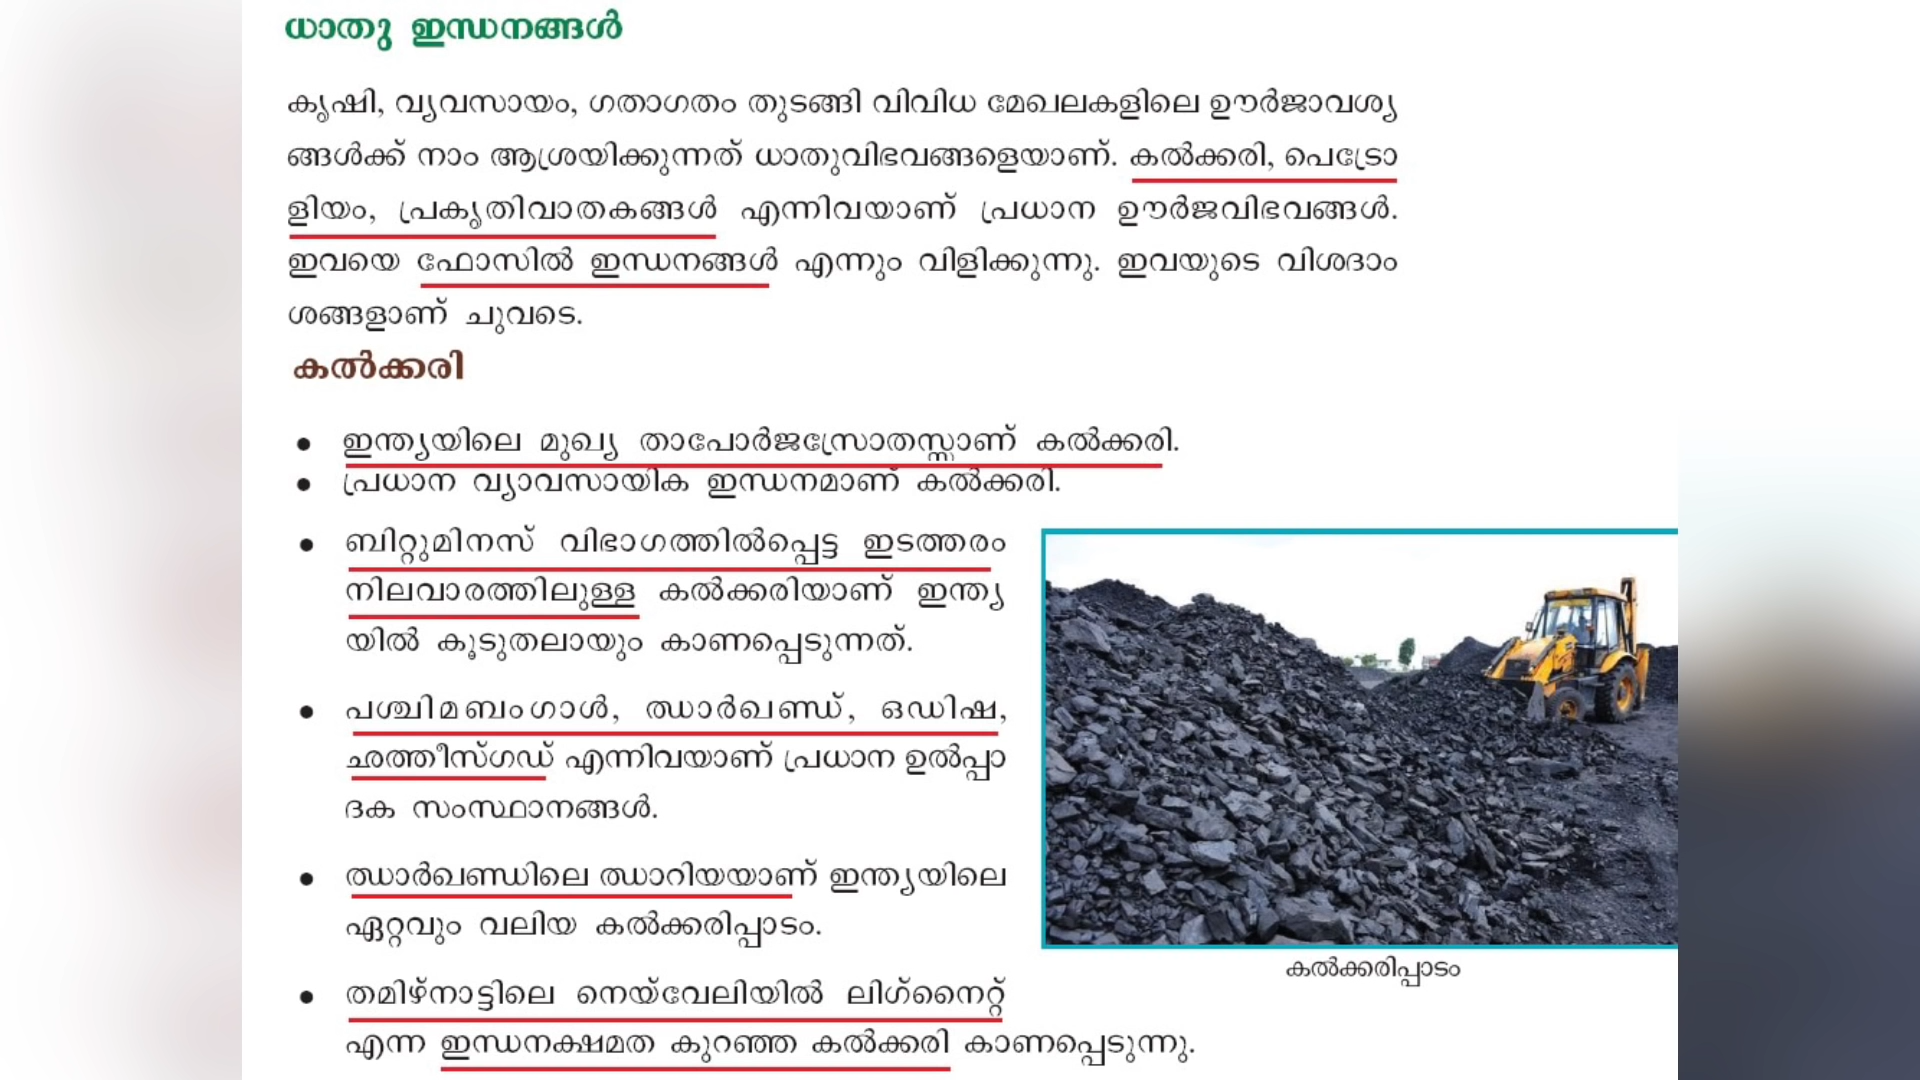 ധാതു ഇന്ധനങ്ങൾ
കൃഷി, വ്യവസായം, ഗതാഗതം തുടങ്ങി വിവിധ മേഖലകളിലെ ഊർജാവശ്യ
ങ്ങൾക്ക് നാം ആശ്രയിക്കുന്നത് ധാതുവിഭവങ്ങളെയാണ്. കൽക്കരി, പെട്രോ
ളിയം, പ്രകൃതിവാതകങ്ങൾ എന്നിവയാണ് പ്രധാന ഊർജവിഭവങ്ങൾ.
ഇവയെ ഫോസിൽ ഇന്ധനങ്ങൾ എന്നും വിളിക്കുന്നു. ഇവയുടെ വിശദാം
ശങ്ങളാണ് ചുവടെ.
കൽക്കരി
• ഇന്ത്യയിലെ മുഖ്യ താപോർജസ്രോതസ്സാണ് കൽക്കരി.
• പ്രധാന വ്യാവസായിക ഇന്ധനമാണ് കൽക്കരി.
• ബിറ്റുമിനസ് വിഭാഗത്തിൽപ്പെട്ട ഇടത്തരം
നിലവാരത്തിലുള്ള കൽക്കരിയാണ് ഇന്ത്യ
യിൽ കൂടുതലായും കാണപ്പെടുന്നത്.
• പശ്ചിമബംഗാൾ, ഝാർഖണ്ഡ്, ഒഡിഷ,
ഛത്തീസ്ഗഡ് എന്നിവയാണ് പ്രധാന ഉൽപ്പാ
ദക സംസ്ഥാനങ്ങൾ.
• ഝാർഖണ്ഡിലെ ഝാറിയയാണ് ഇന്ത്യയിലെ
ഏറ്റവും വലിയ കൽക്കരിപ്പാടം.
കൽക്കരിപ്പാടം
• തമിഴ്നാട്ടിലെ നെയ്‌വേലിയിൽ ലിഗ്നൈറ്റ്
എന്ന ഇന്ധനക്ഷമത കുറഞ്ഞ കൽക്കരി കാണപ്പെടുന്നു.